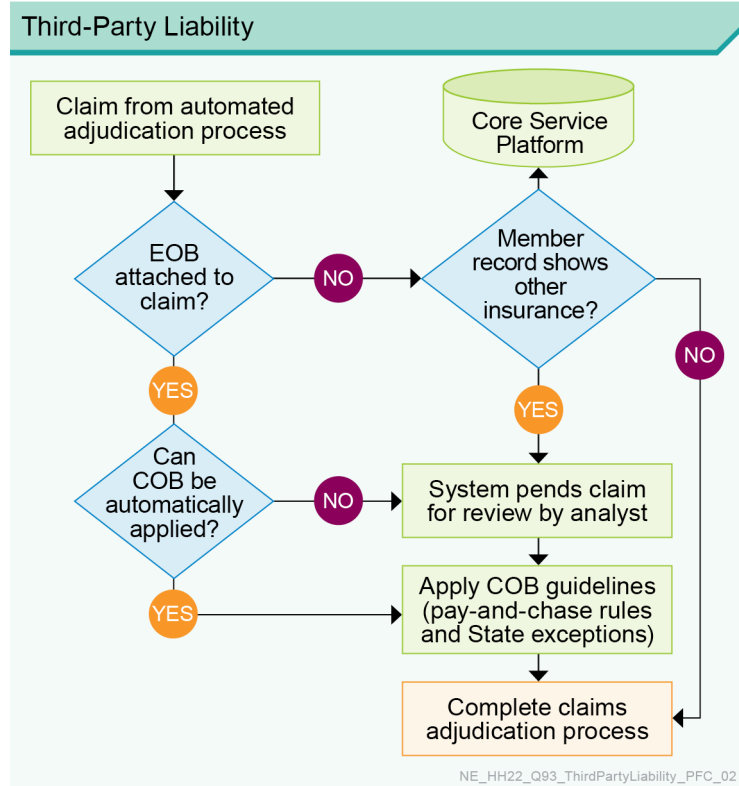 Third-Party Liability
Claim from automated
adjudication process
Core Service
Platform
EOB
attached to
claim?
NO
Member
record shows
other
insurance?
NO
YES
YES
Can
COB be
automatically
applied?
NO
System pends claim
for review by analyst
YES
Apply COB guidelines
(pay-and-chase rules
and State exceptions)
Complete claims
adjudication process
NE_HH22_Q93_ThirdPartyLiability_PFC_02